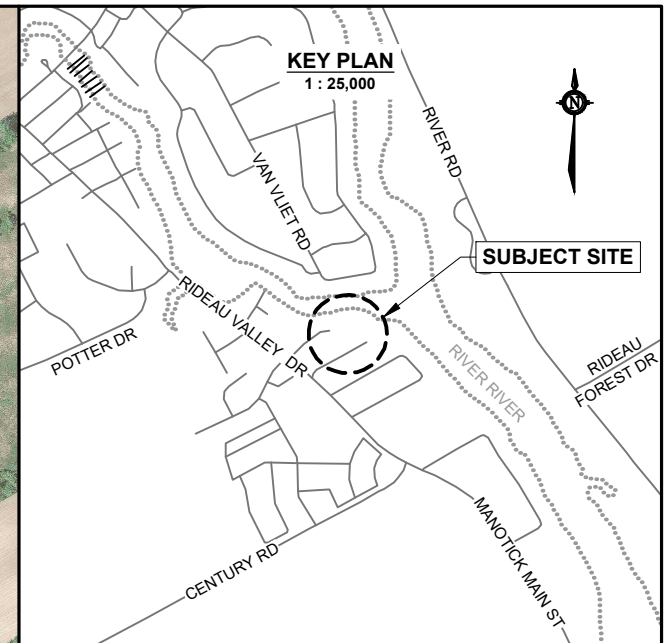 KEY PLAN
1 : 25,000
N
RIVER RD
VAN VLIET RD
SUBJECT SITE
RIDEAU VALLEY DR
POTTER DR
RIVER RIVER
RIDEAU
FOREST DR
MANOTICK MAIN ST
CENTURY RD